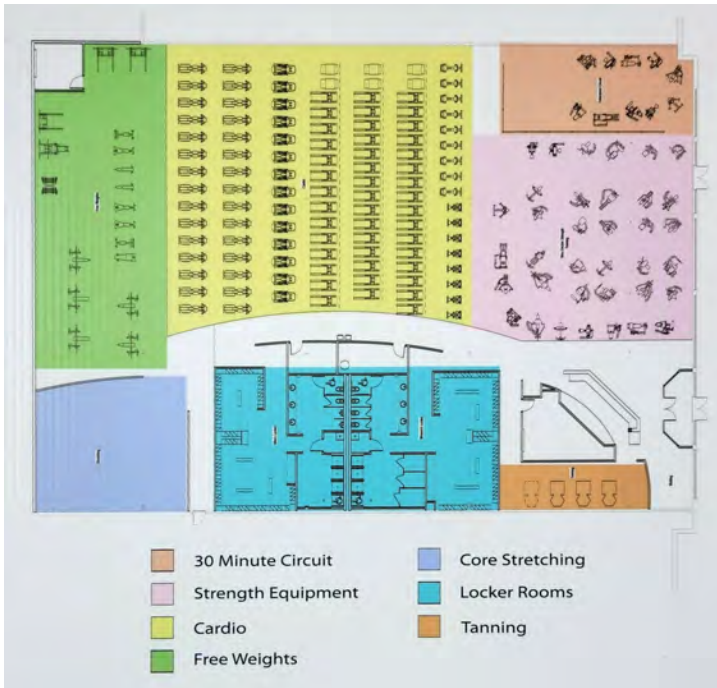 30 Minute Circuit
Strength Equipment
Cardio
Free Weights
Core Stretching
Locker Rooms
Tanning